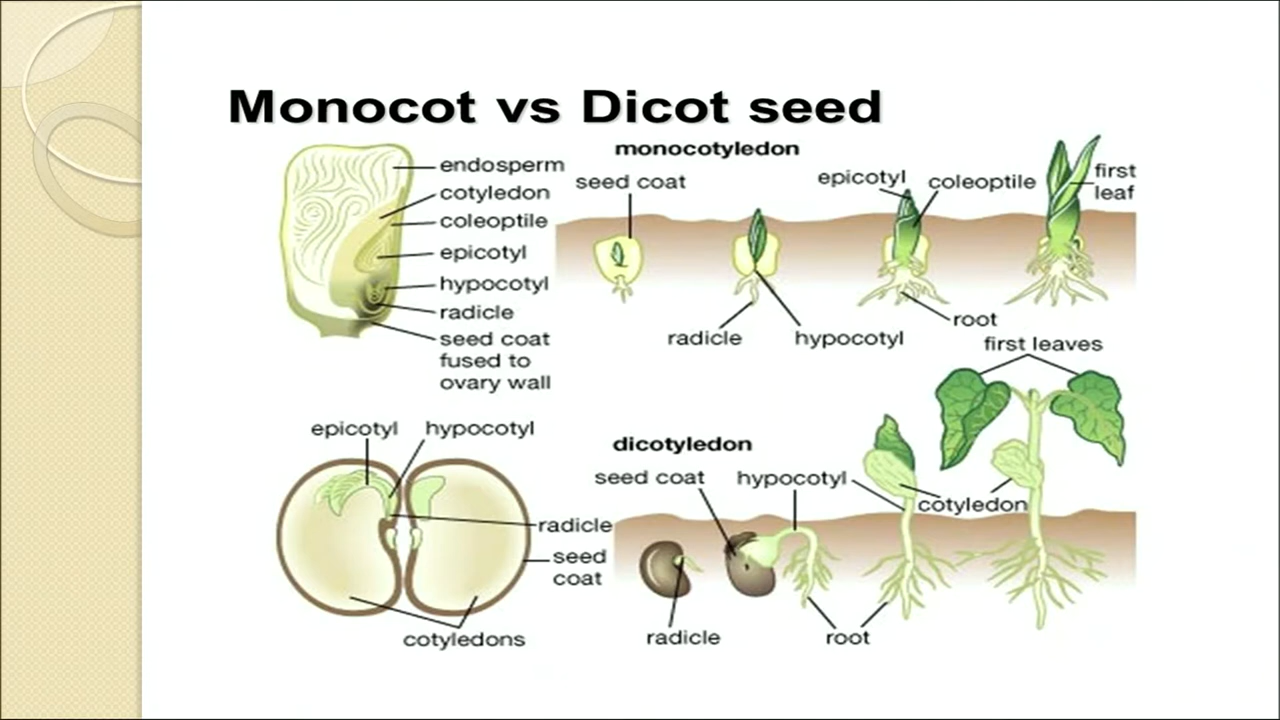 Monocot vs Dicot seed
endosperm
cotyledon
coleoptile
epicotyl
hypocotyl
radicle
seed coat
fused to
ovary wall
monocotyledon
seed coat
epicotyl
coleoptile
first
leaf
radicle
hypocotyl
root
epicotyl
hypocotyl
radicle
seed
coat
cotyledons
dicotyledon
first leaves
seed coat
hypocotyl
cotyledon
radicle
root